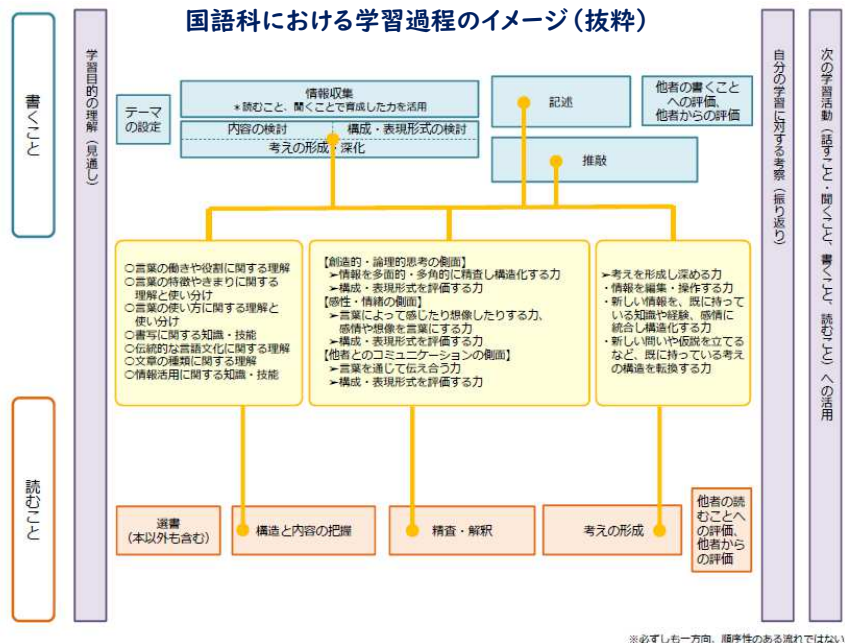 国語科における学習過程のイメージ（抜粋）
書くこと
学習目的の理解（見通し）
テーマ
の設定
情報収集
＊読むこと、聞くことで育成した力を活用
内容の検討
構成・表現形式の検討
考えの形成・深化
記述
推敲
他者の書くこと
への評価、
他者からの評価
自分の学習に対する考察（振り返り）
次の学習活動（話すこと・聞くこと、書くこと、読むこと）への活用
○言葉の働きや役割に関する理解
○言葉の特徴やきまりに関する
理解と使い分け
○言葉の使い方に関する理解と
使い分け
○書写に関する知識・技能
○伝統的な言語文化に関する理解
○文章の種類に関する理解
○情報活用に関する知識・技能
【創造的・論理的思考の側面】
➢情報を多面的・多角的に精査し構造化する力
➢構成・表現形式を評価する力
【感性・情緒の側面】
➢言葉によって感じたり想像したりする力、
感情や想像を言葉にする力
➢構成・表現形式を評価する力
【他者とのコミュニケーションの側面】
➢言葉を通じて伝え合う力
➢構成・表現形式を評価する力
➢考えを形成し深める力
・情報を編集・操作する力
・新しい情報を、既に持って
いる知識や経験、感情に
統合し構造化する力
・新しい問いや仮説を立てる
など、既に持っている考え
の構造を転換する力
読むこと
選書
（本以外も含む）
構造と内容の把握
精査・解釈
考えの形成
他者の読
むことへ
の評価、
他者から
の評価
※必ずしも一方向、順序性のある流れではない